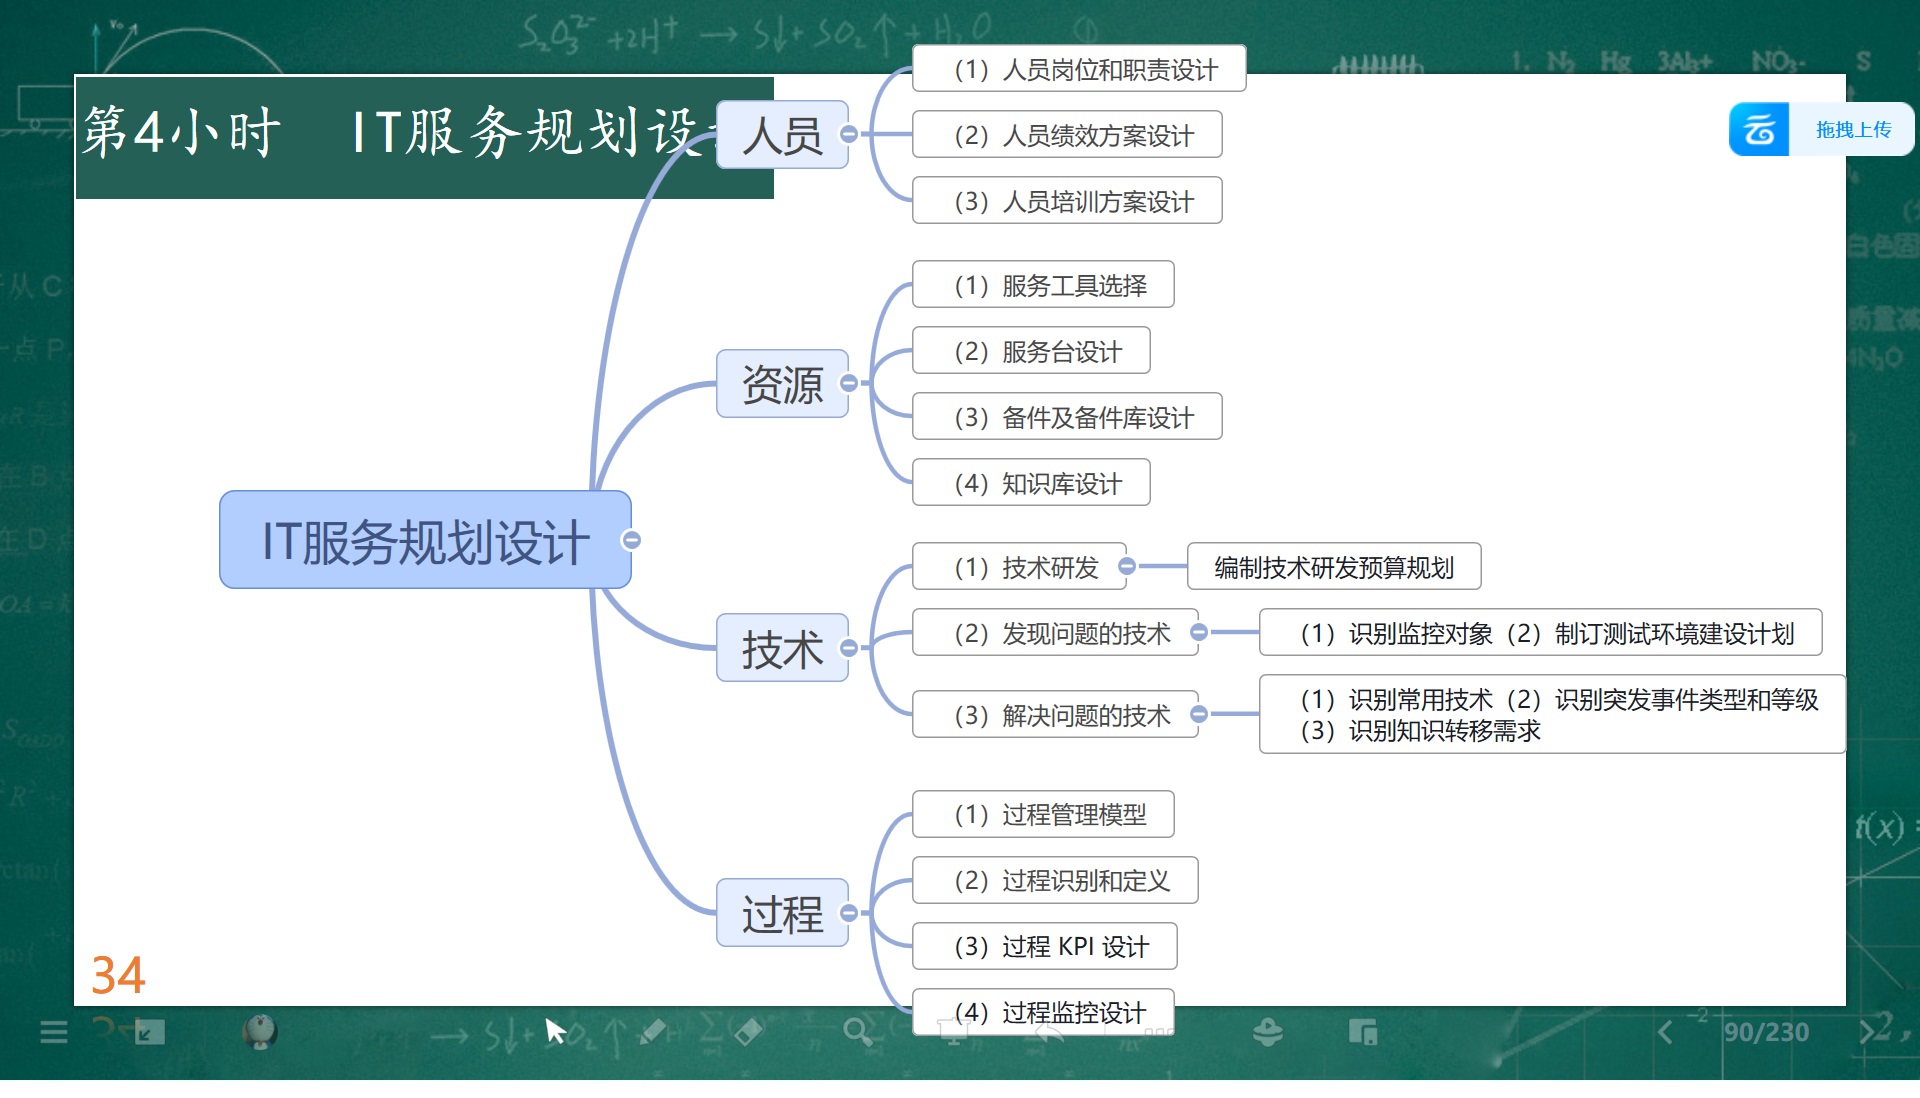 第4小时 IT服务规划设
拖拽上传
IT服务规划设计
人员
(1) 人员岗位和职责设计
(2) 人员绩效方案设计
(3) 人员培训方案设计
资源
(1) 服务工具选择
(2) 服务台设计
(3) 备件及备件库设计
(4) 知识库设计
技术
(1) 技术研发
编制技术研发预算规划
(2) 发现问题的技术
(1) 识别监控对象 (2) 制订测试环境建设计划
(3) 解决问题的技术
(1) 识别常用技术 (2) 识别突发事件类型和等级
(3) 识别知识转移需求
过程
(1) 过程管理模型
(2) 过程识别和定义
(3) 过程 KPI 设计
(4) 过程监控设计
34
90/230